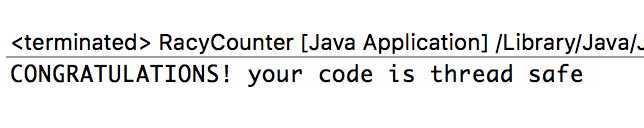 <terminated> RacyCounter [Java Application] /Library/Java/J
CONGRATULATIONS! your code is thread safe